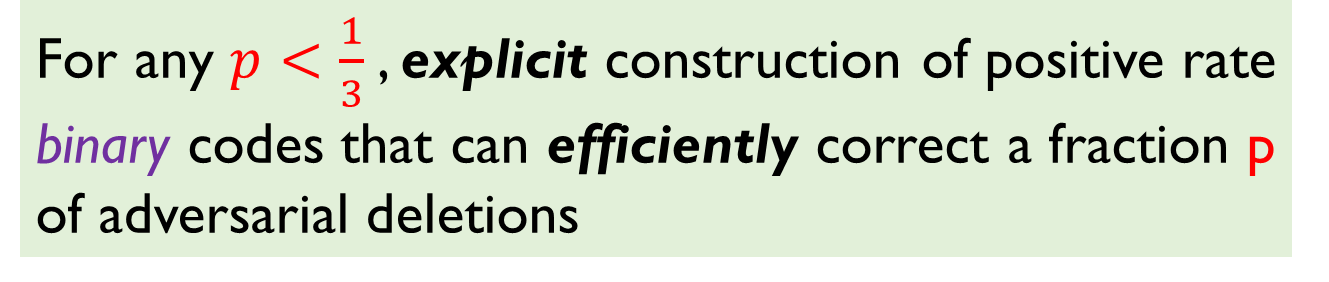 For any p < 1/3 , explicit construction of positive rate
binary codes that can efficiently correct a fraction p
of adversarial deletions